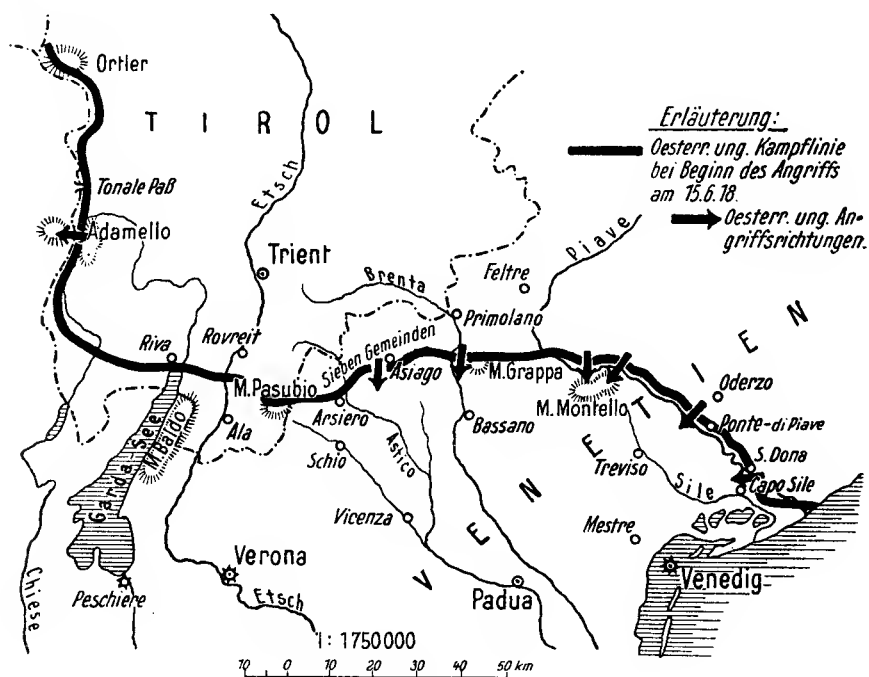 Ortler
TIROL
Erläuterung:
Oesterr. ung. Kampflinie
bei Beginn des Angriffs
am 15.6.18.
Oesterr. ung. An-
griffsrichtungen.
Tonale Paß
Etsch
Adamello
Trient
Piave
Brenta
Feltre
Primolano
Riva
Rovreit
Sieben Gemeinden
Asiago
M. Grappa
M. Pasubio
Arsiero
M. Montello
Oderzo
Ponte-di Piave
Ala
M. Baldo
Garda-See
Bassano
Schio
Astico
VENETIEN
S. Dona
Treviso
Sile
Capo Sile
Vicenza
Mestre
Chiese
Verona
Peschiere
Etsch
Padua
Venedig
1:1750000
10 0 10 20 30 40 50 km